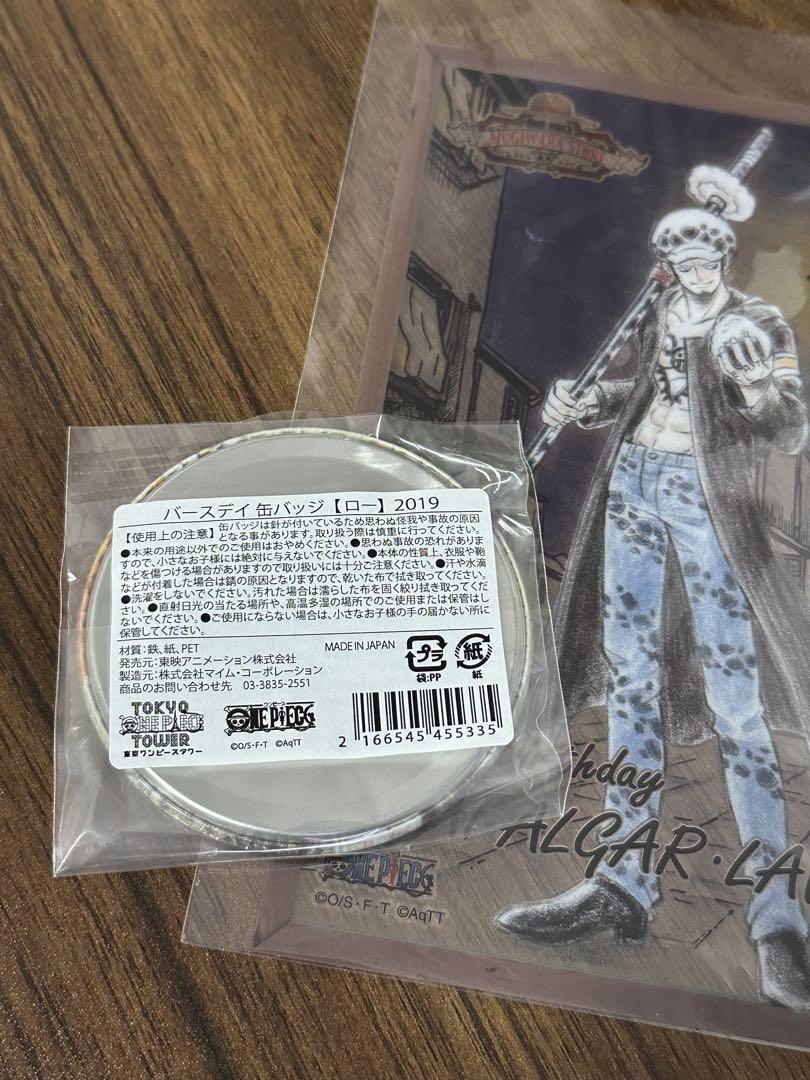 MUGIWARA STORE
バースデイ 缶バッジ【ロー】2019
【使用上の注意】缶バッジは針が付いているため思わぬ怪我や事故の原因
となる事があります。取り扱う際は慎重に行ってください。
●本来の用途以外でのご使用はおやめください。●思わぬ事故の恐れがありま
すので、小さなお子様には絶対に与えないでください。●本体の性質上、衣服や鞄
などを傷つける場合がありますので取り扱いには十分ご注意ください。●汗や水滴
などが付着した場合は錆の原因となりますので、乾いた布で拭き取ってください。
●洗濯をしないでください。汚れた場合は濡らした布を固く絞り拭き取ってくだ
さい。●直射日光の当たる場所や、高温多湿の場所でのご使用または保管はし
ないでください。●ご使用にならない場合は、小さなお子様の手の届かない所に
保管してください。
材質:鉄、紙、PET
MADE IN JAPAN
発売元:東映アニメーション株式会社
製造元:株式会社マイム・コーポレーション
商品のお問い合わせ先 03-3835-2551
プラ
袋:PP
紙
紙
TOKYO
ONE PIECE
TOWER
東京ワンピースタワー
ワンピース
ONE PIECE
©O/S・F・T ©AqTT
2 166545 455335
hday
ALGAR・LA
ONE PIECE
©O/S・F・T ©AqTT